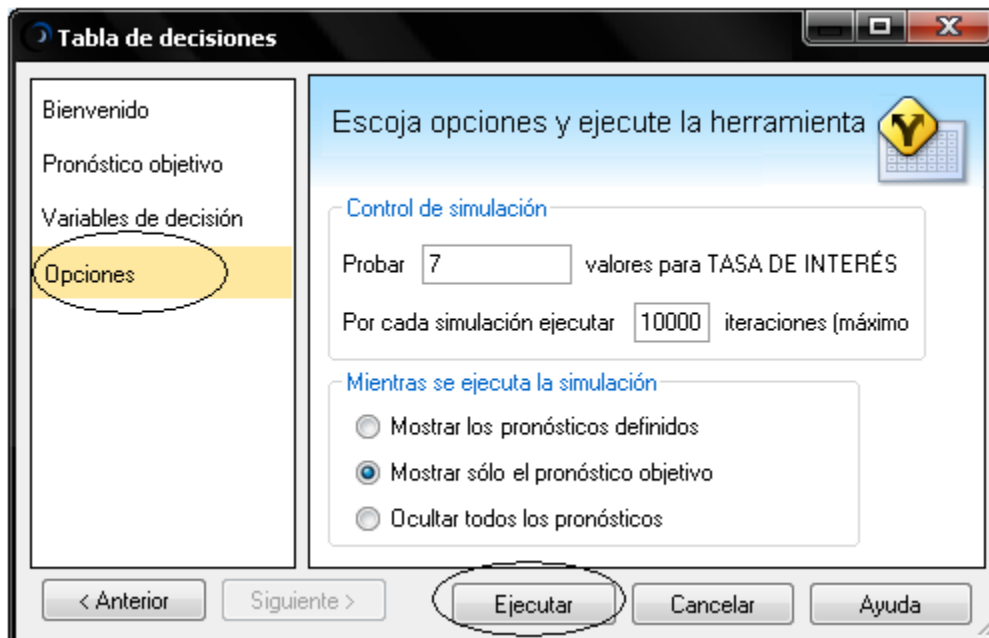 Tabla de decisiones
Bienvenido
Pronóstico objetivo
Variables de decisión
Opciones
Escoja opciones y ejecute la herramienta
Control de simulación
Probar 7 valores para TASA DE INTERÉS
Por cada simulación ejecutar 10000 iteraciones (máximo
Mientras se ejecuta la simulación
Mostrar los pronósticos definidos
Mostrar sólo el pronóstico objetivo
Ocultar todos los pronósticos
< Anterior
Siguiente >
Ejecutar
Cancelar
Ayuda